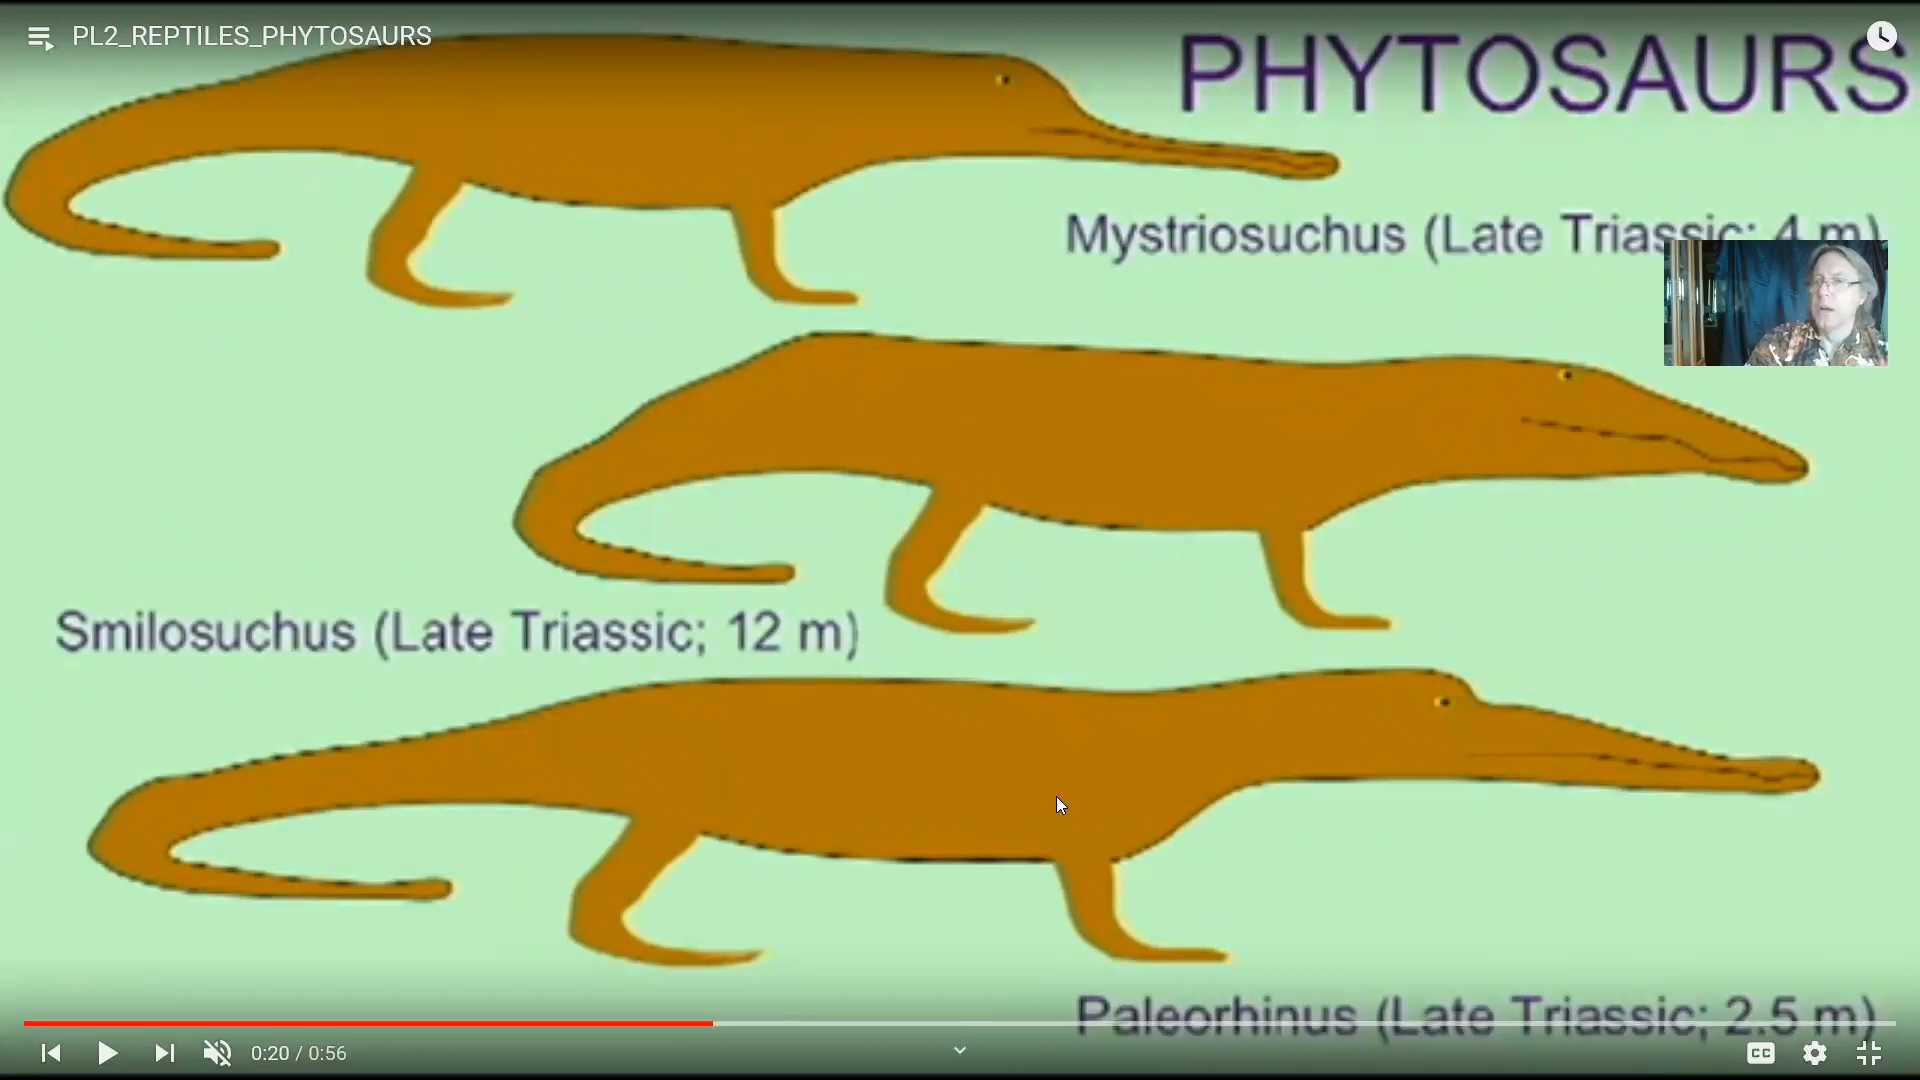 PL2_REPTILES_PHYTOSAURS
PHYTOSAURS
Mystriosuchus (Late Triassic; 4 m)
Smilosuchus (Late Triassic; 12 m)
Paleorhinus (Late Triassic; 2.5 m)
0:20 / 0:56
CC